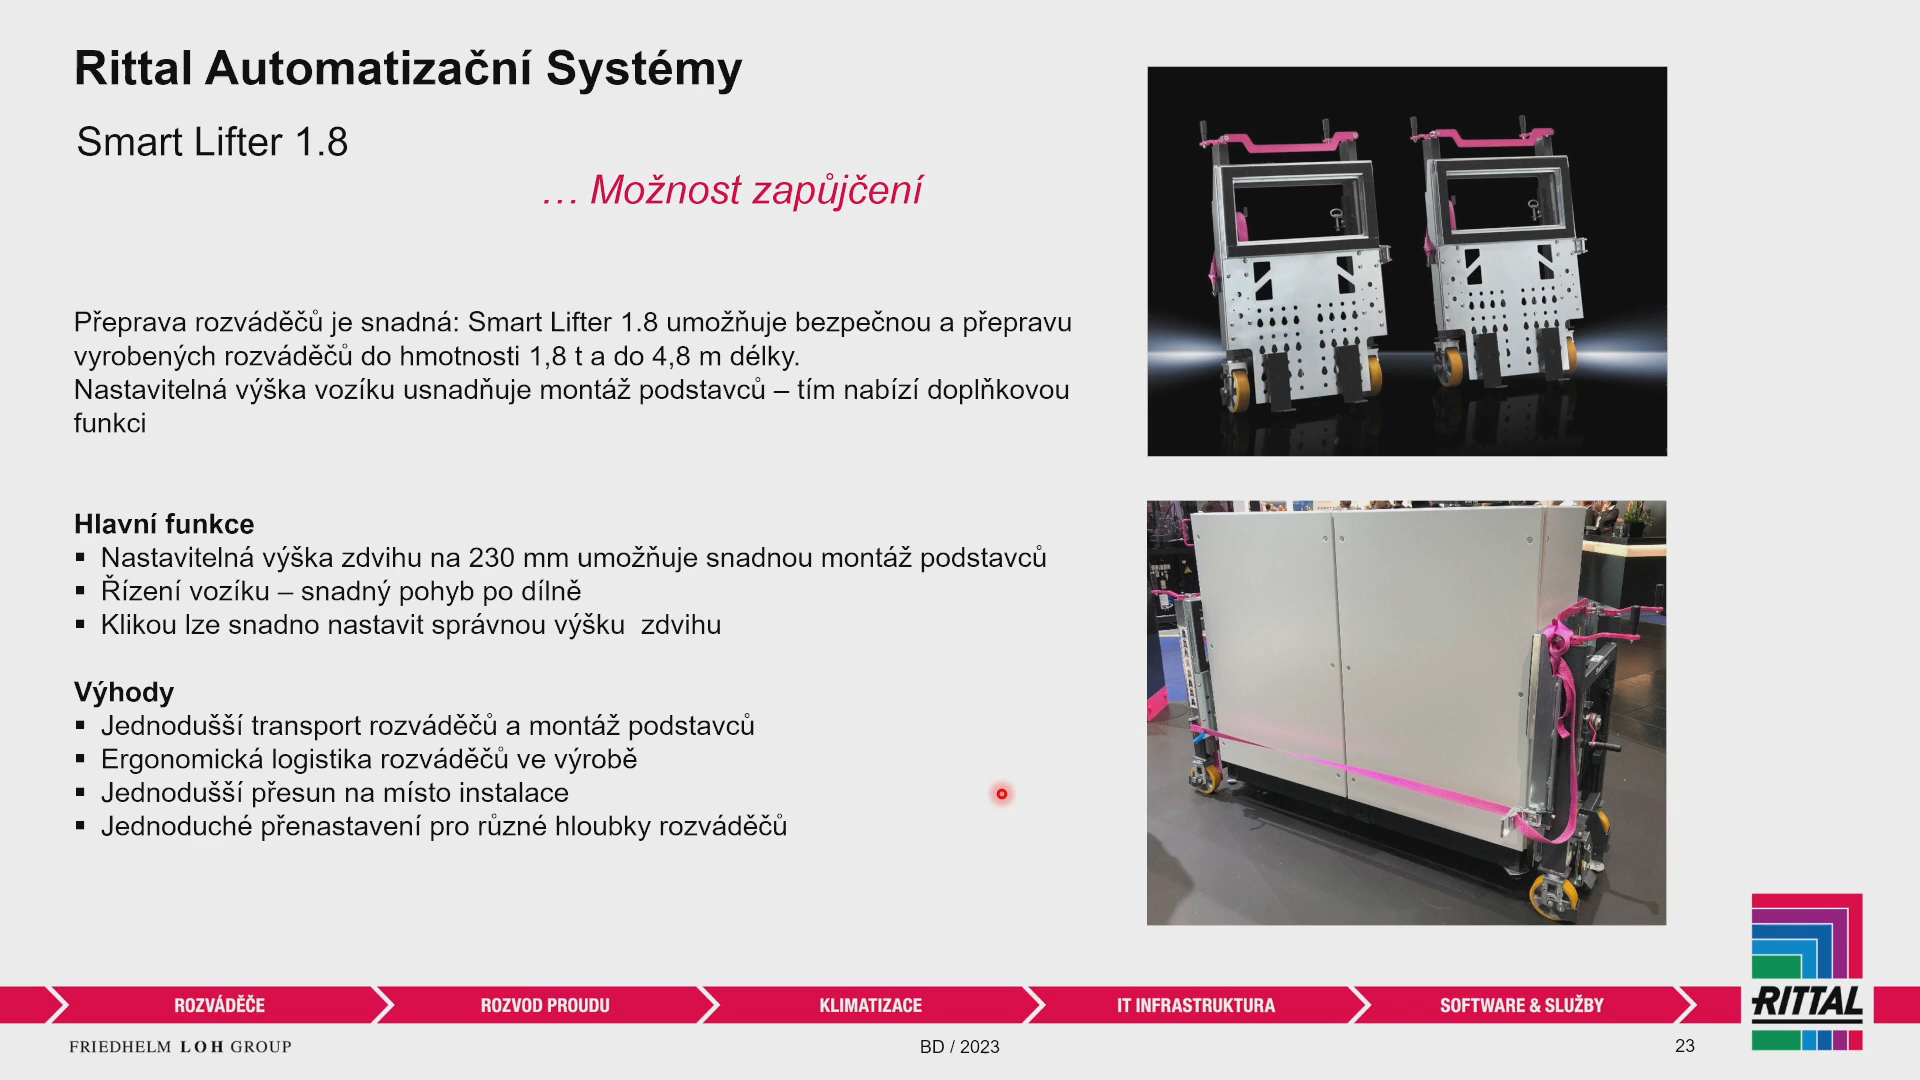 Rittal Automatizační Systémy
Smart Lifter 1.8
… Možnost zapůjčení
Přeprava rozváděčů je snadná: Smart Lifter 1.8 umožňuje bezpečnou a přepravu
vyrobených rozváděčů do hmotnosti 1,8 t a do 4,8 m délky.
Nastavitelná výška vozíku usnadňuje montáž podstavců – tím nabízí doplňkovou
funkci
Hlavní funkce
▪ Nastavitelná výška zdvihu na 230 mm umožňuje snadnou montáž podstavců
▪ Řízení vozíku – snadný pohyb po dílně
▪ Klikou lze snadno nastavit správnou výšku  zdvihu
Výhody
▪ Jednodušší transport rozváděčů a montáž podstavců
▪ Ergonomická logistika rozváděčů ve výrobě
▪ Jednodušší přesun na místo instalace
▪ Jednoduché přenastavení pro různé hloubky rozváděčů
ROZVÁDĚČE
ROZVOD PROUDU
KLIMATIZACE
IT INFRASTRUKTURA
SOFTWARE & SLUŽBY
RITTAL
FRIEDHELM LOH GROUP
BD / 2023
23